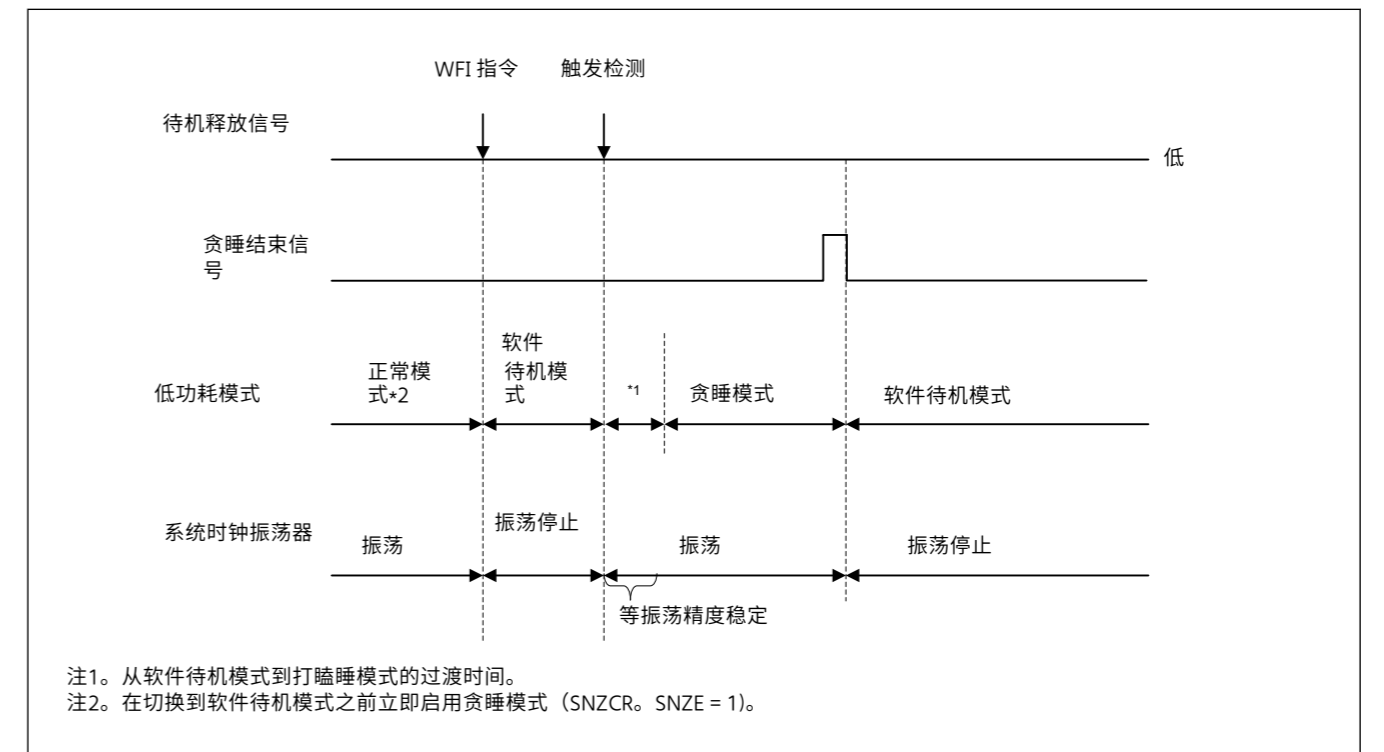 WFI 指令
触发检测
待机释放信号
低
贪睡结束信
号
低功耗模式
正常模
式*2
软件
待机模
式
*1
贪睡模式
软件待机模式
系统时钟振荡器
振荡
振荡停止
振荡
振荡停止
等振荡精度稳定
注1。从软件待机模式到打瞌睡模式的过渡时间。
注2。在切换到软件待机模式之前立即启用贪睡模式（SNZCR。SNZE = 1)。